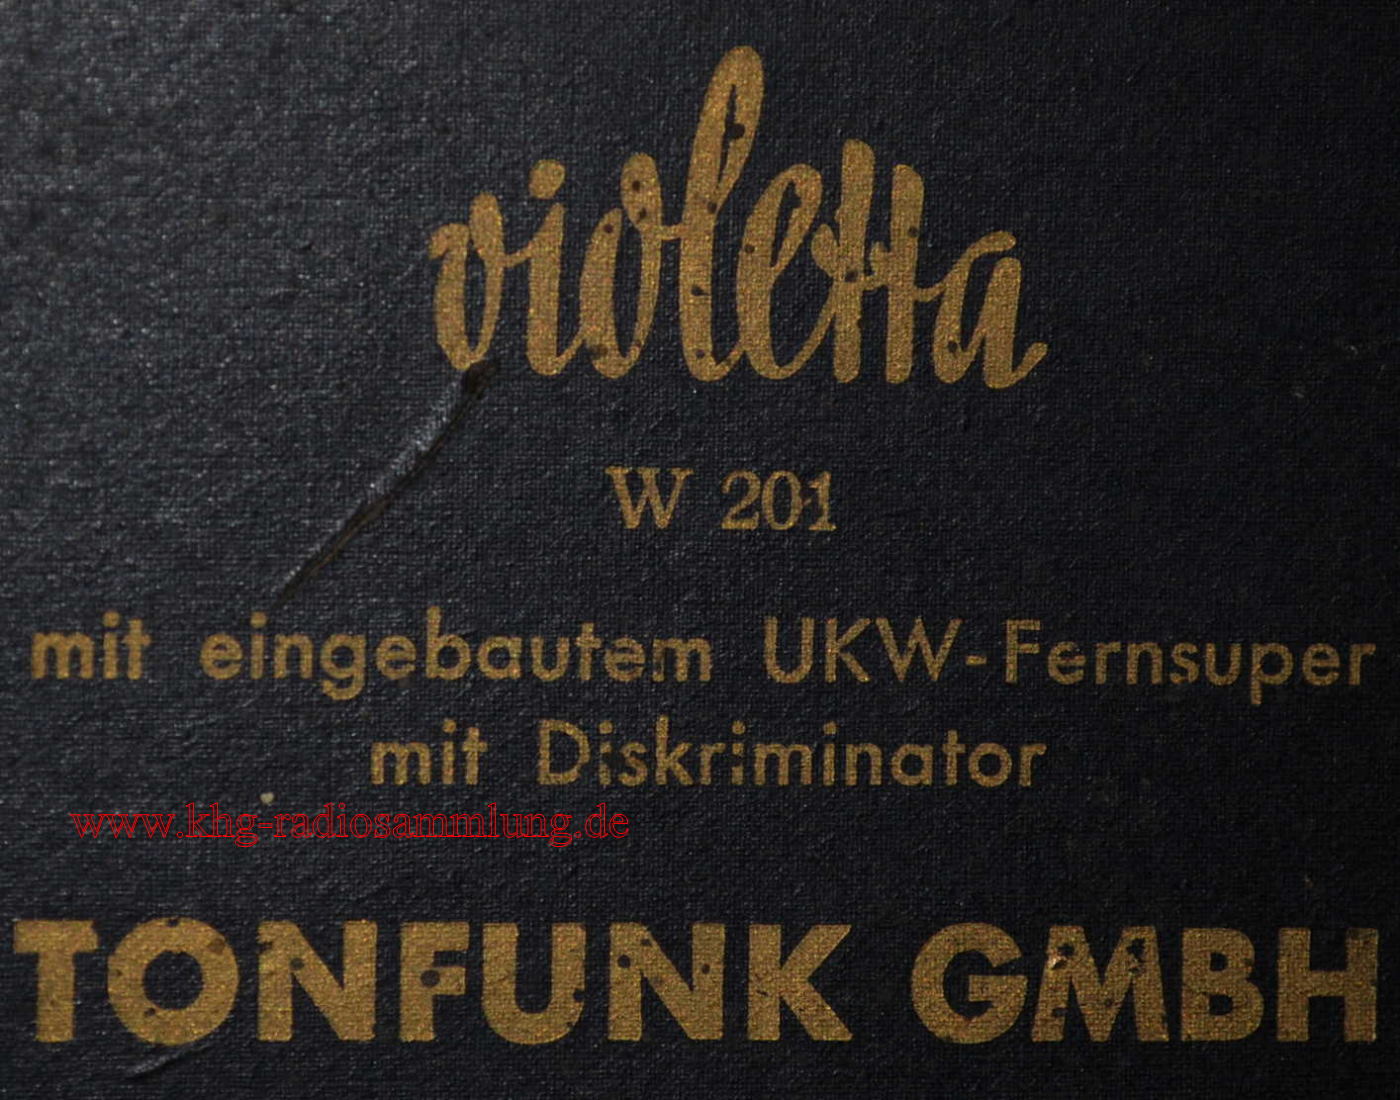 violetta
W 201
mit eingebautem UKW-Fernsuper
mit Diskriminator
www.khg-radiosammlung.de
TONFUNK GMBH